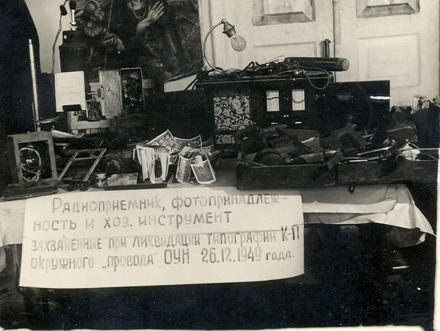 Радиоприемник, фотопринадлеж-
ность и хоз. инструмент
захваченные при ликвидации типографии К-П
окружного „провода" ОУН 26.12.1949 года.